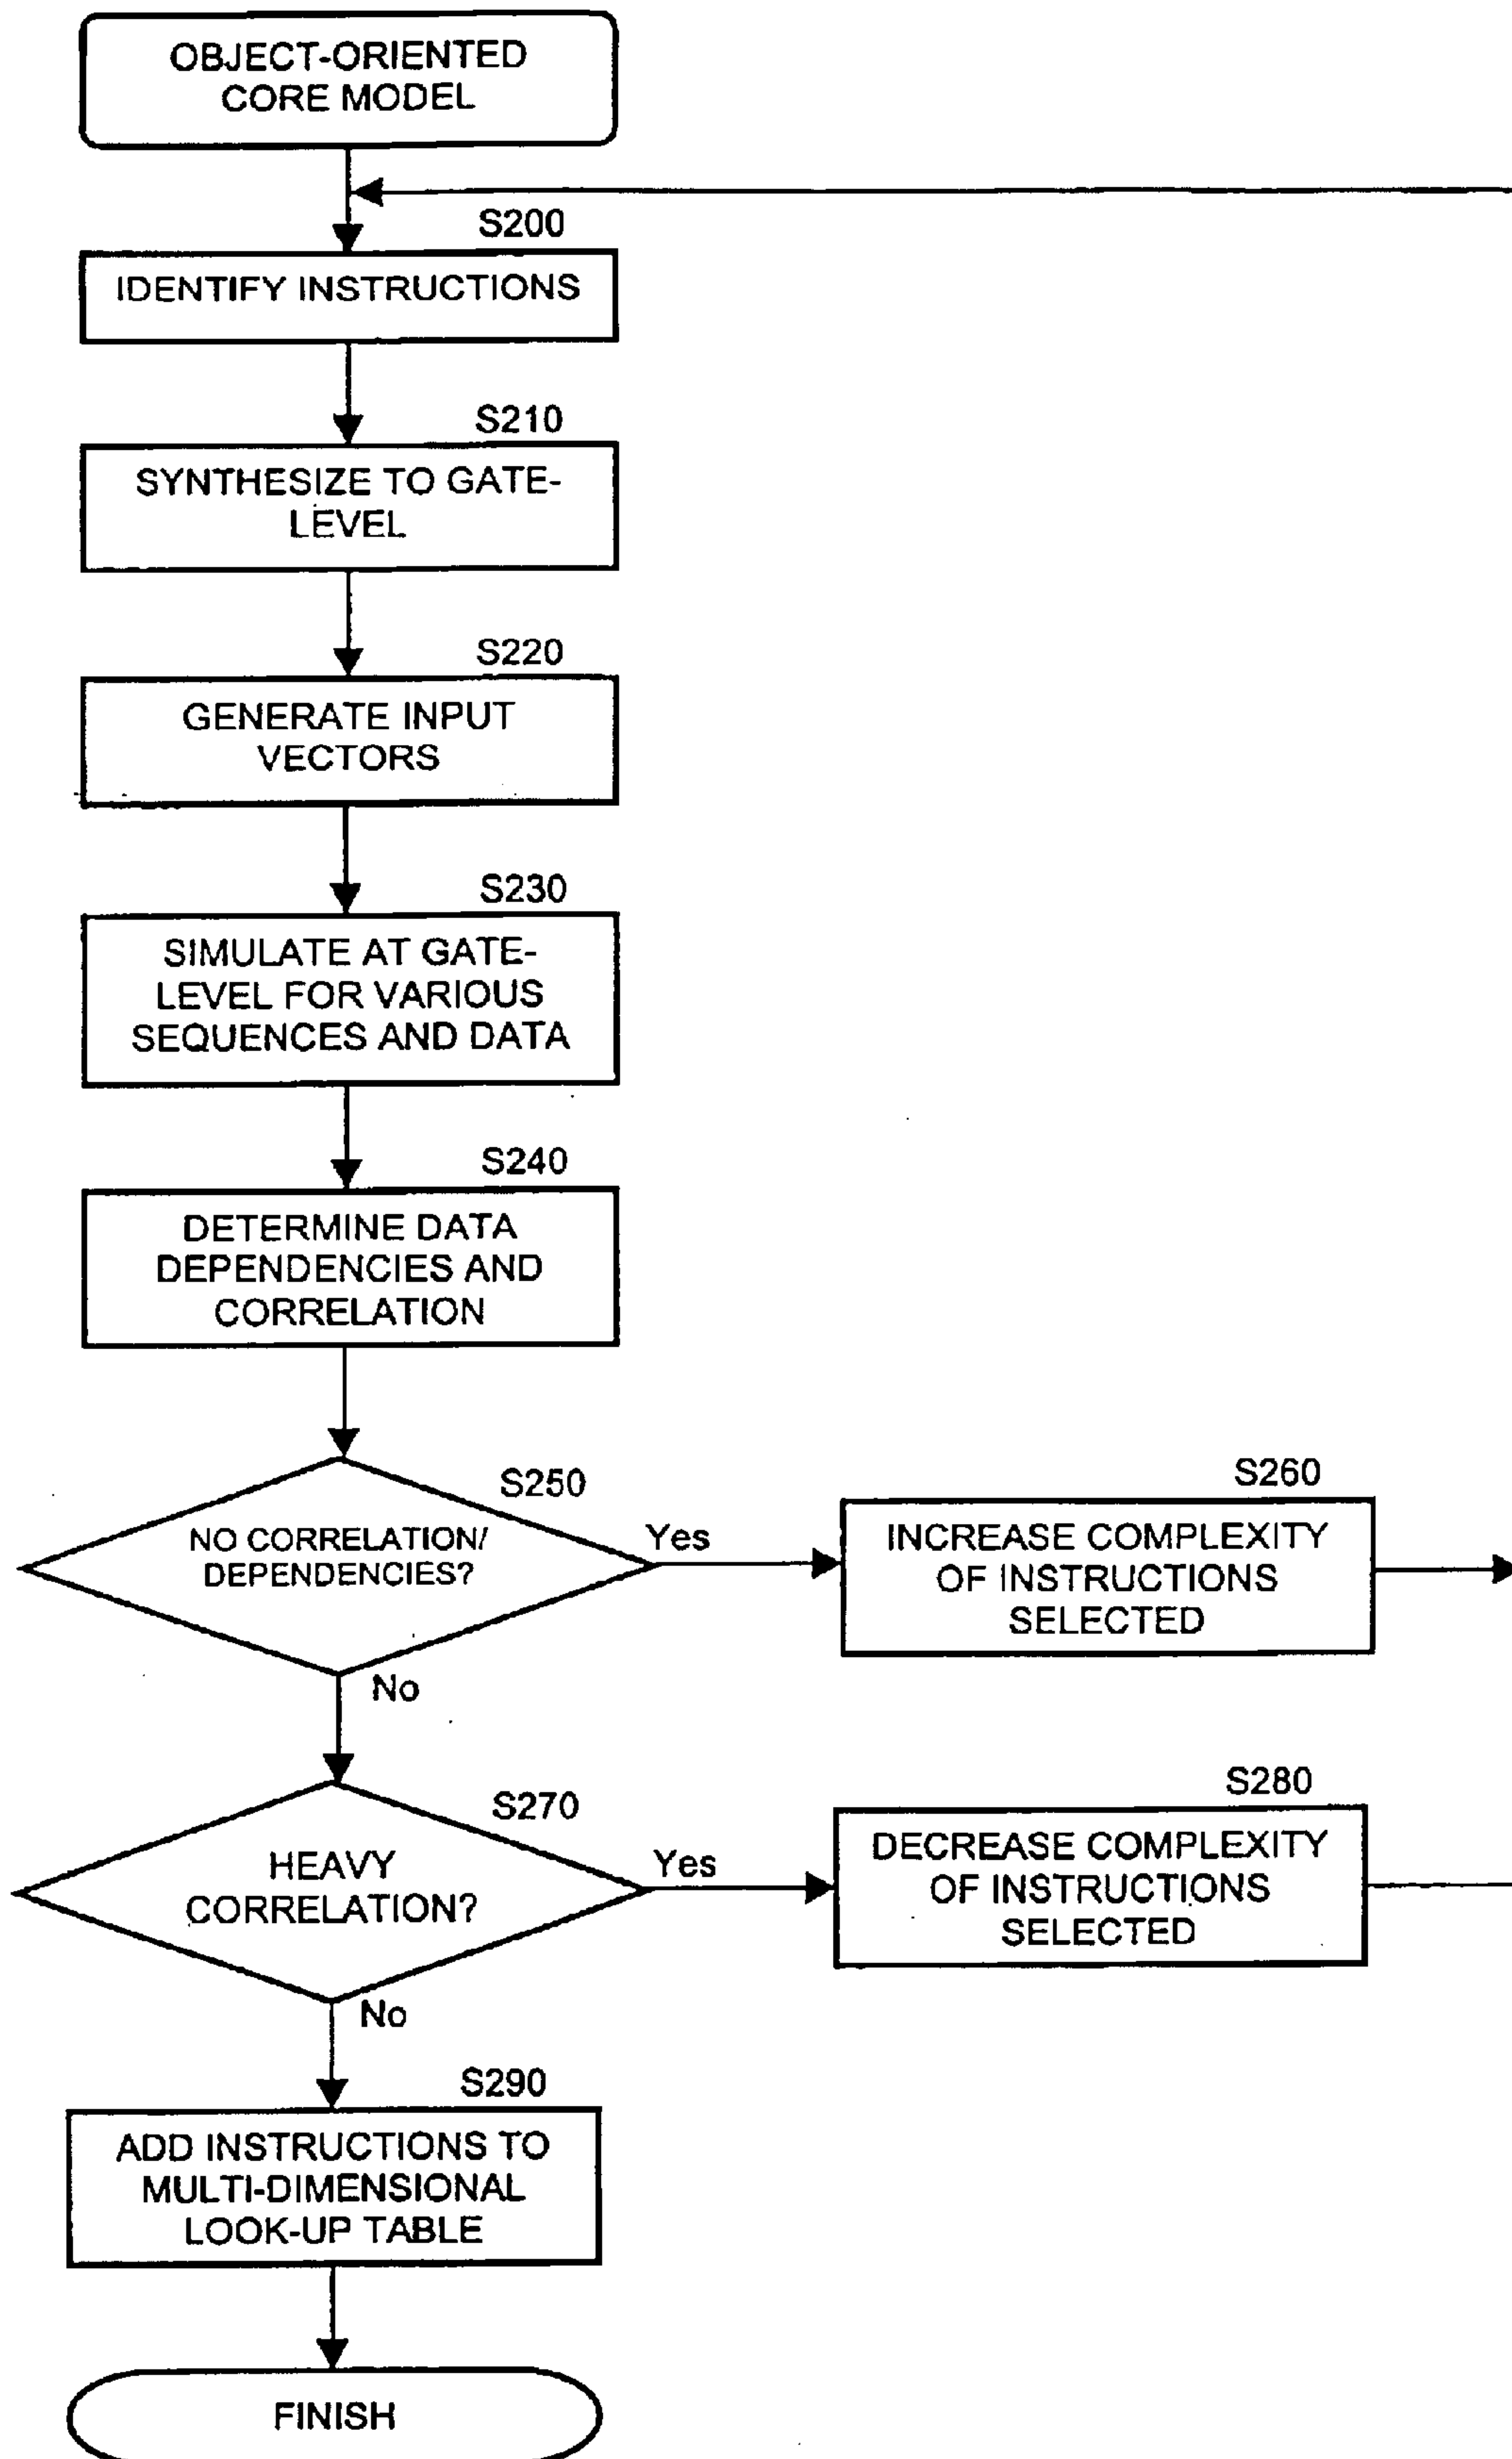 OBJECT-ORIENTED
CORE MODEL
S200
IDENTIFY INSTRUCTIONS
S210
SYNTHESIZE TO GATE-
LEVEL
S220
GENERATE INPUT
VECTORS
S230
SIMULATE AT GATE-
LEVEL FOR VARIOUS
SEQUENCES AND DATA
S240
DETERMINE DATA
DEPENDENCIES AND
CORRELATION
S250
NO CORRELATION/
DEPENDENCIES?
Yes
S260
INCREASE COMPLEXITY
OF INSTRUCTIONS
SELECTED
No
S270
HEAVY
CORRELATION?
Yes
S280
DECREASE COMPLEXITY
OF INSTRUCTIONS
SELECTED
No
S290
ADD INSTRUCTIONS TO
MULTI-DIMENSIONAL
LOOK-UP TABLE
FINISH